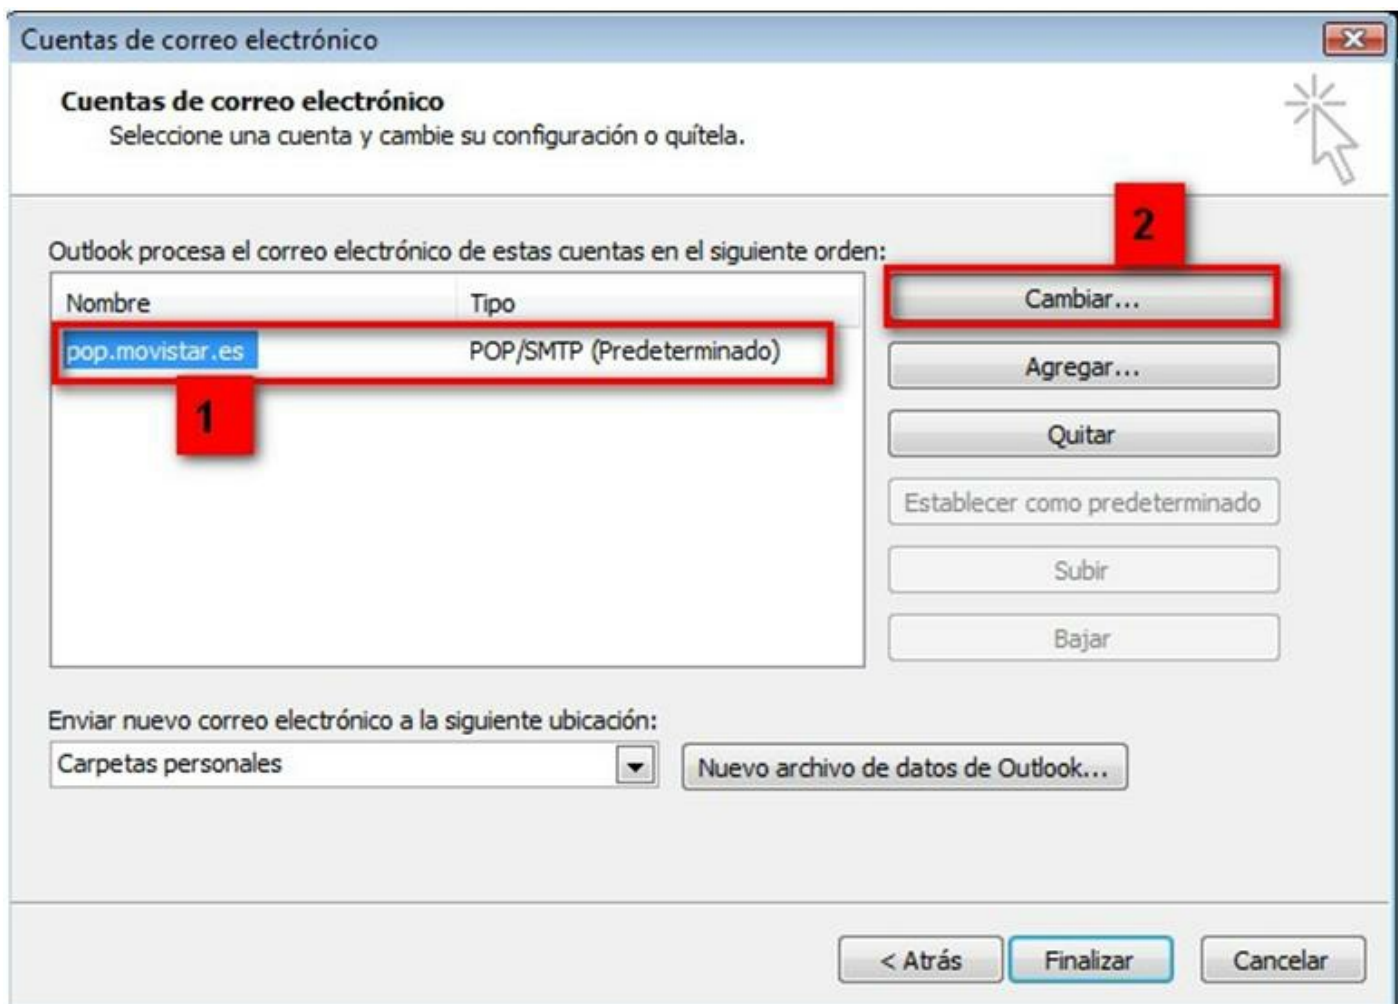 Cuentas de correo electrónico
Cuentas de correo electrónico
Seleccione una cuenta y cambie su configuración o quítela.
2
Outlook procesa el correo electrónico de estas cuentas en el siguiente orden:
Nombre Tipo
Cambiar...
pop.movistar.es POP/SMTP (Predeterminado)
Agregar...
1
Quitar
Establecer como predeterminado
Subir
Bajar
Enviar nuevo correo electrónico a la siguiente ubicación:
Carpetas personales
Nuevo archivo de datos de Outlook...
< Atrás
Finalizar
Cancelar